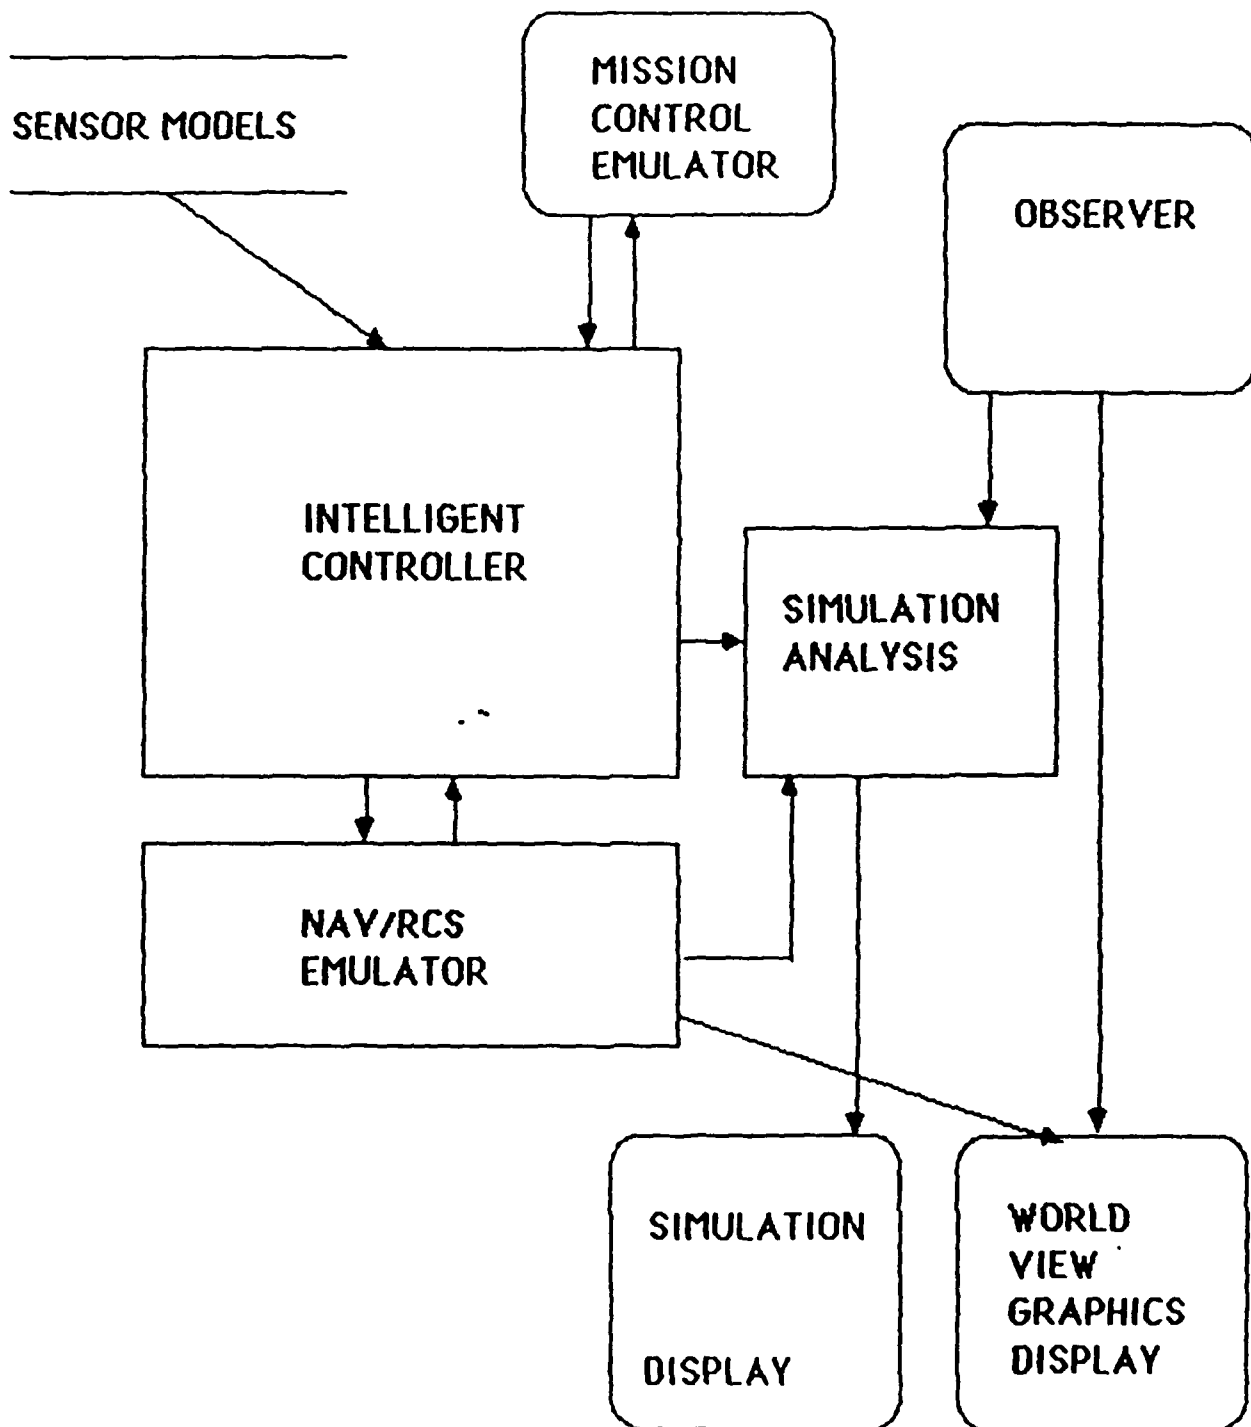 SENSOR MODELS
MISSION
CONTROL
EMULATOR
OBSERVER
INTELLIGENT
CONTROLLER
SIMULATION
ANALYSIS
NAV/RCS
EMULATOR
SIMULATION
DISPLAY
WORLD
VIEW
GRAPHICS
DISPLAY